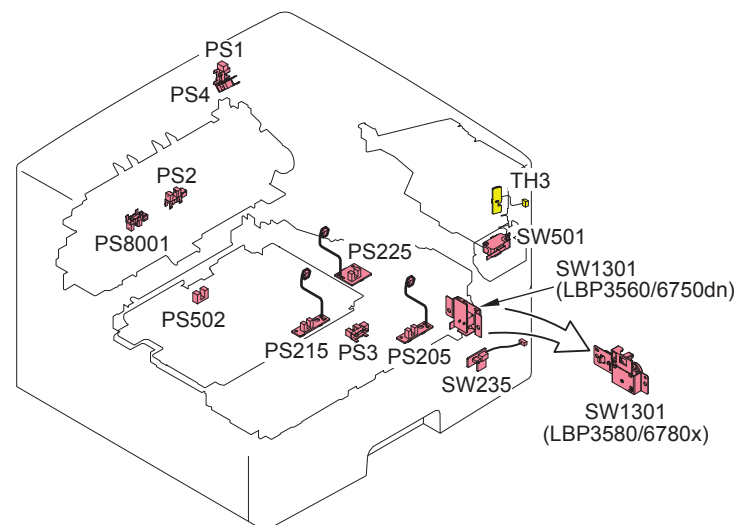 PS1
PS4
PS2
TH3
PS8001
SW501
PS225
SW1301
(LBP3560/6750dn)
PS502
PS215
PS3
PS205
SW235
SW1301
(LBP3580/6780x)